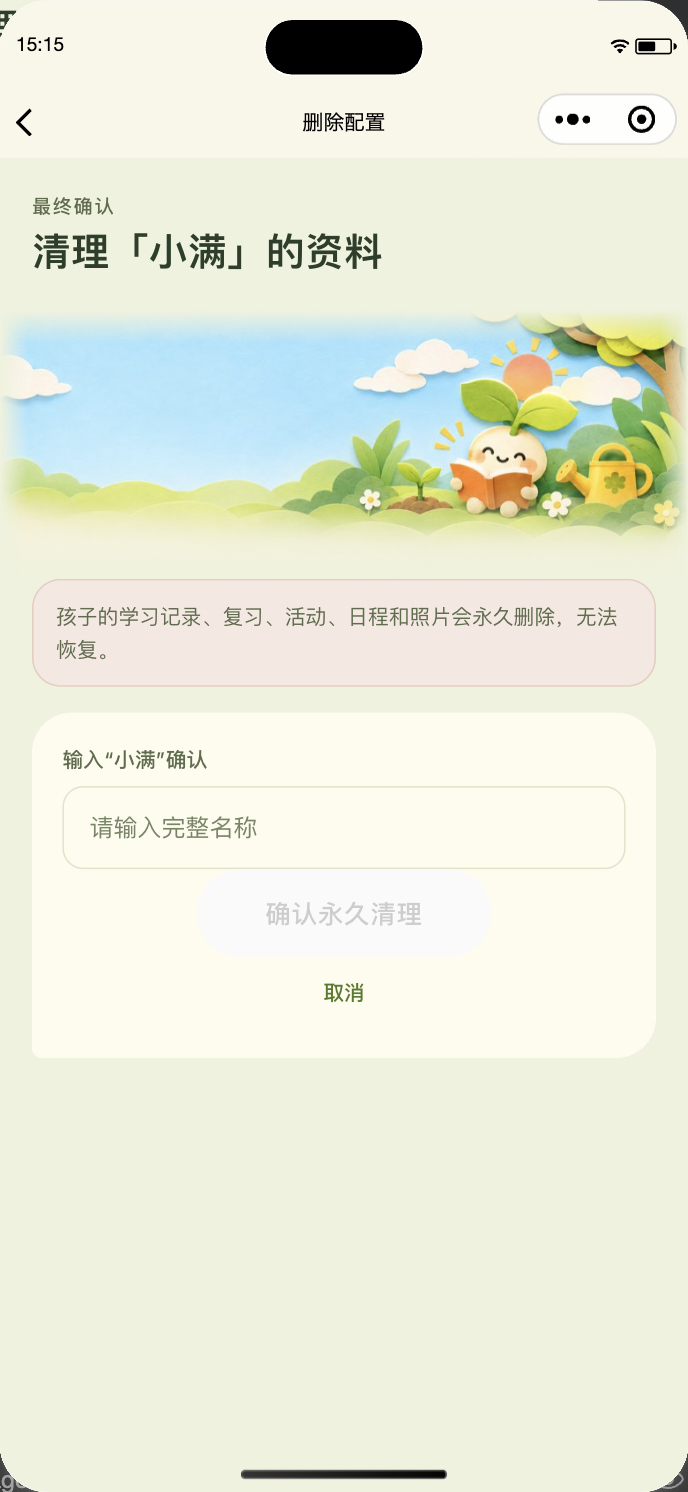 15:15
删除配置
最终确认
清理「小满」的资料
孩子的学习记录、复习、活动、日程和照片会永久删除，无法
恢复。
输入“小满”确认
请输入完整名称
确认永久清理
取消